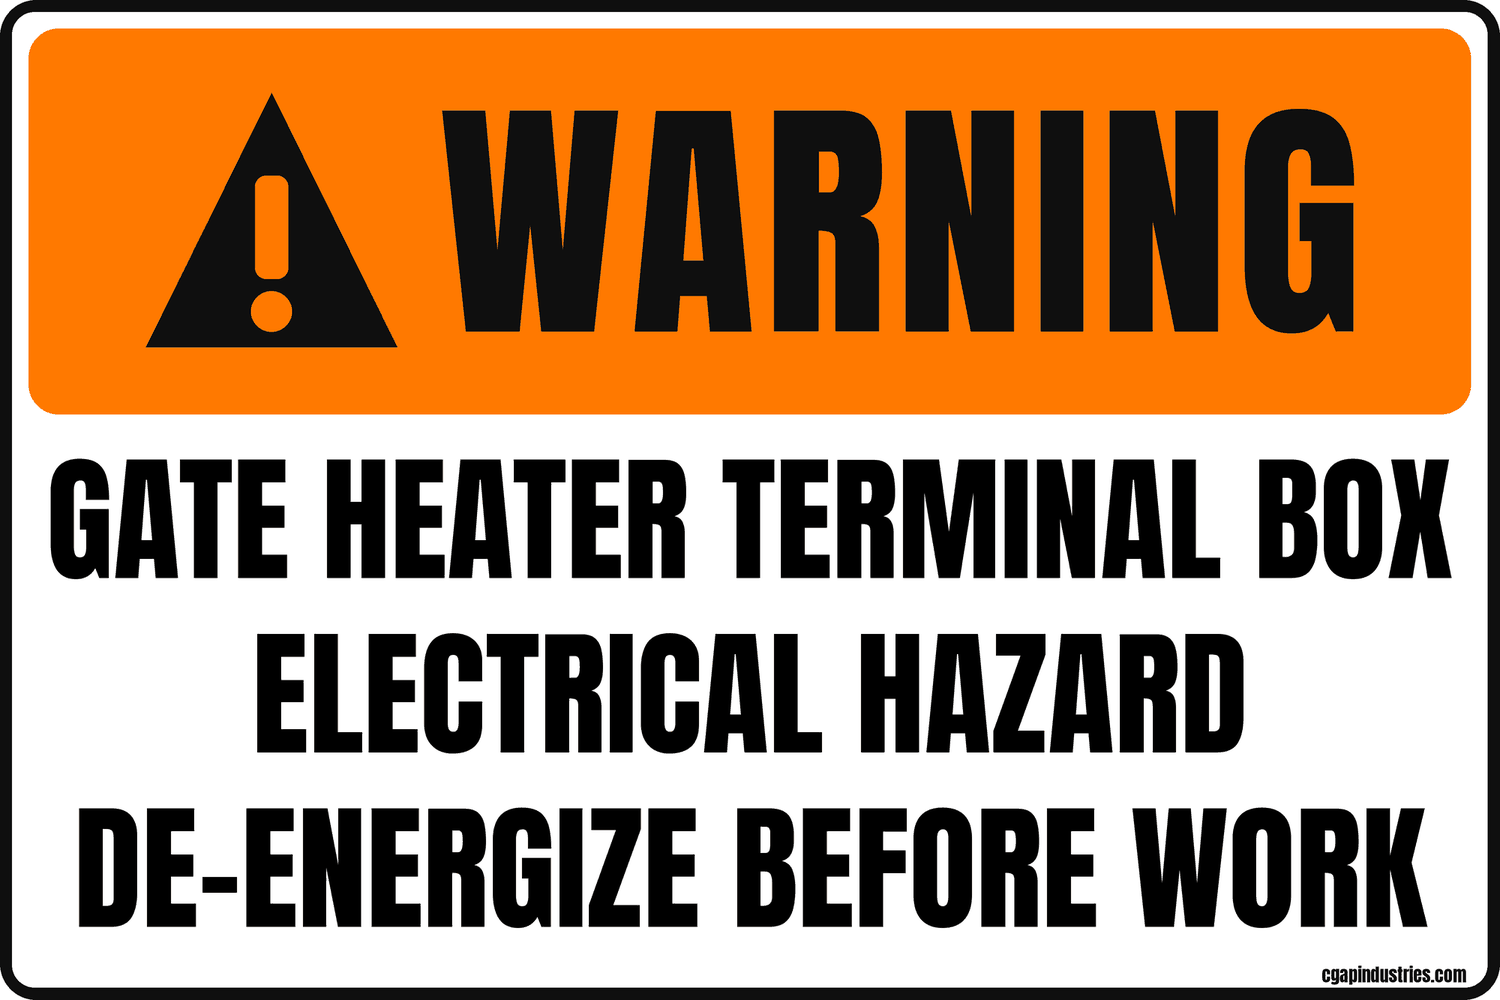 WARNING
GATE HEATER TERMINAL BOX
ELECTRICAL HAZARD
DE-ENERGIZE BEFORE WORK
cgapindustries.com